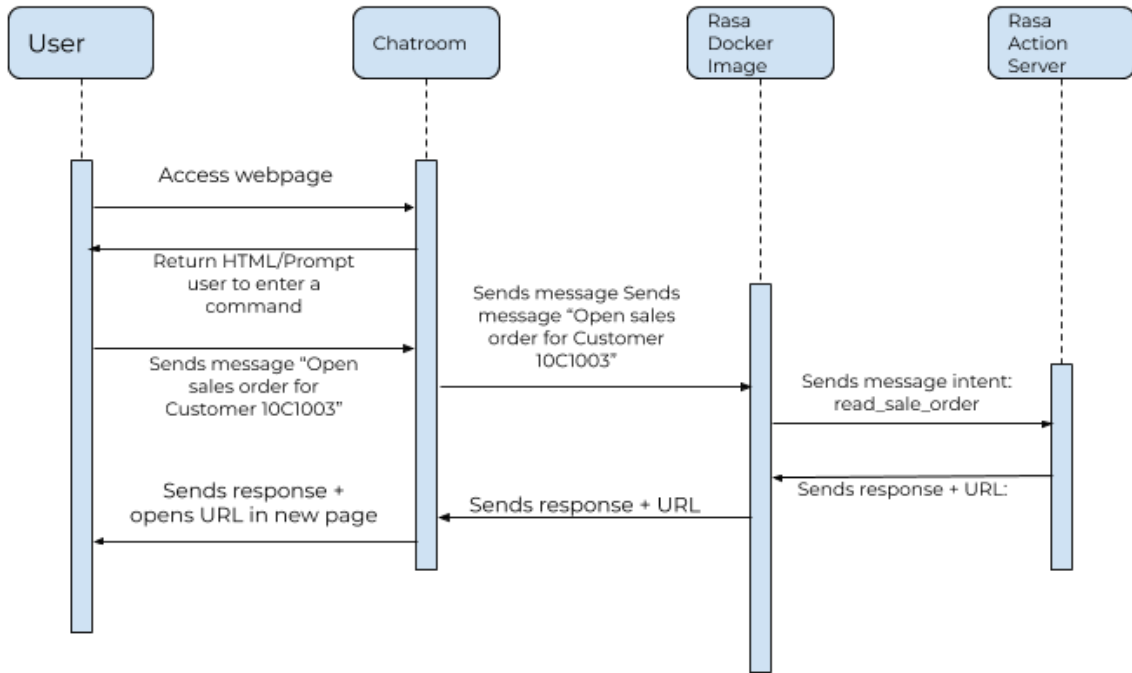 User
Chatroom
Rasa
Docker
Image
Rasa
Action
Server
Access webpage
Return HTML/Prompt
user to enter a
command
Sends message “Open
sales order for
Customer 10C1003”
Sends message Sends
message “Open sales
order for Customer
10C1003”
Sends message intent:
read_sale_order
Sends response + URL:
Sends response + URL
Sends response +
opens URL in new page